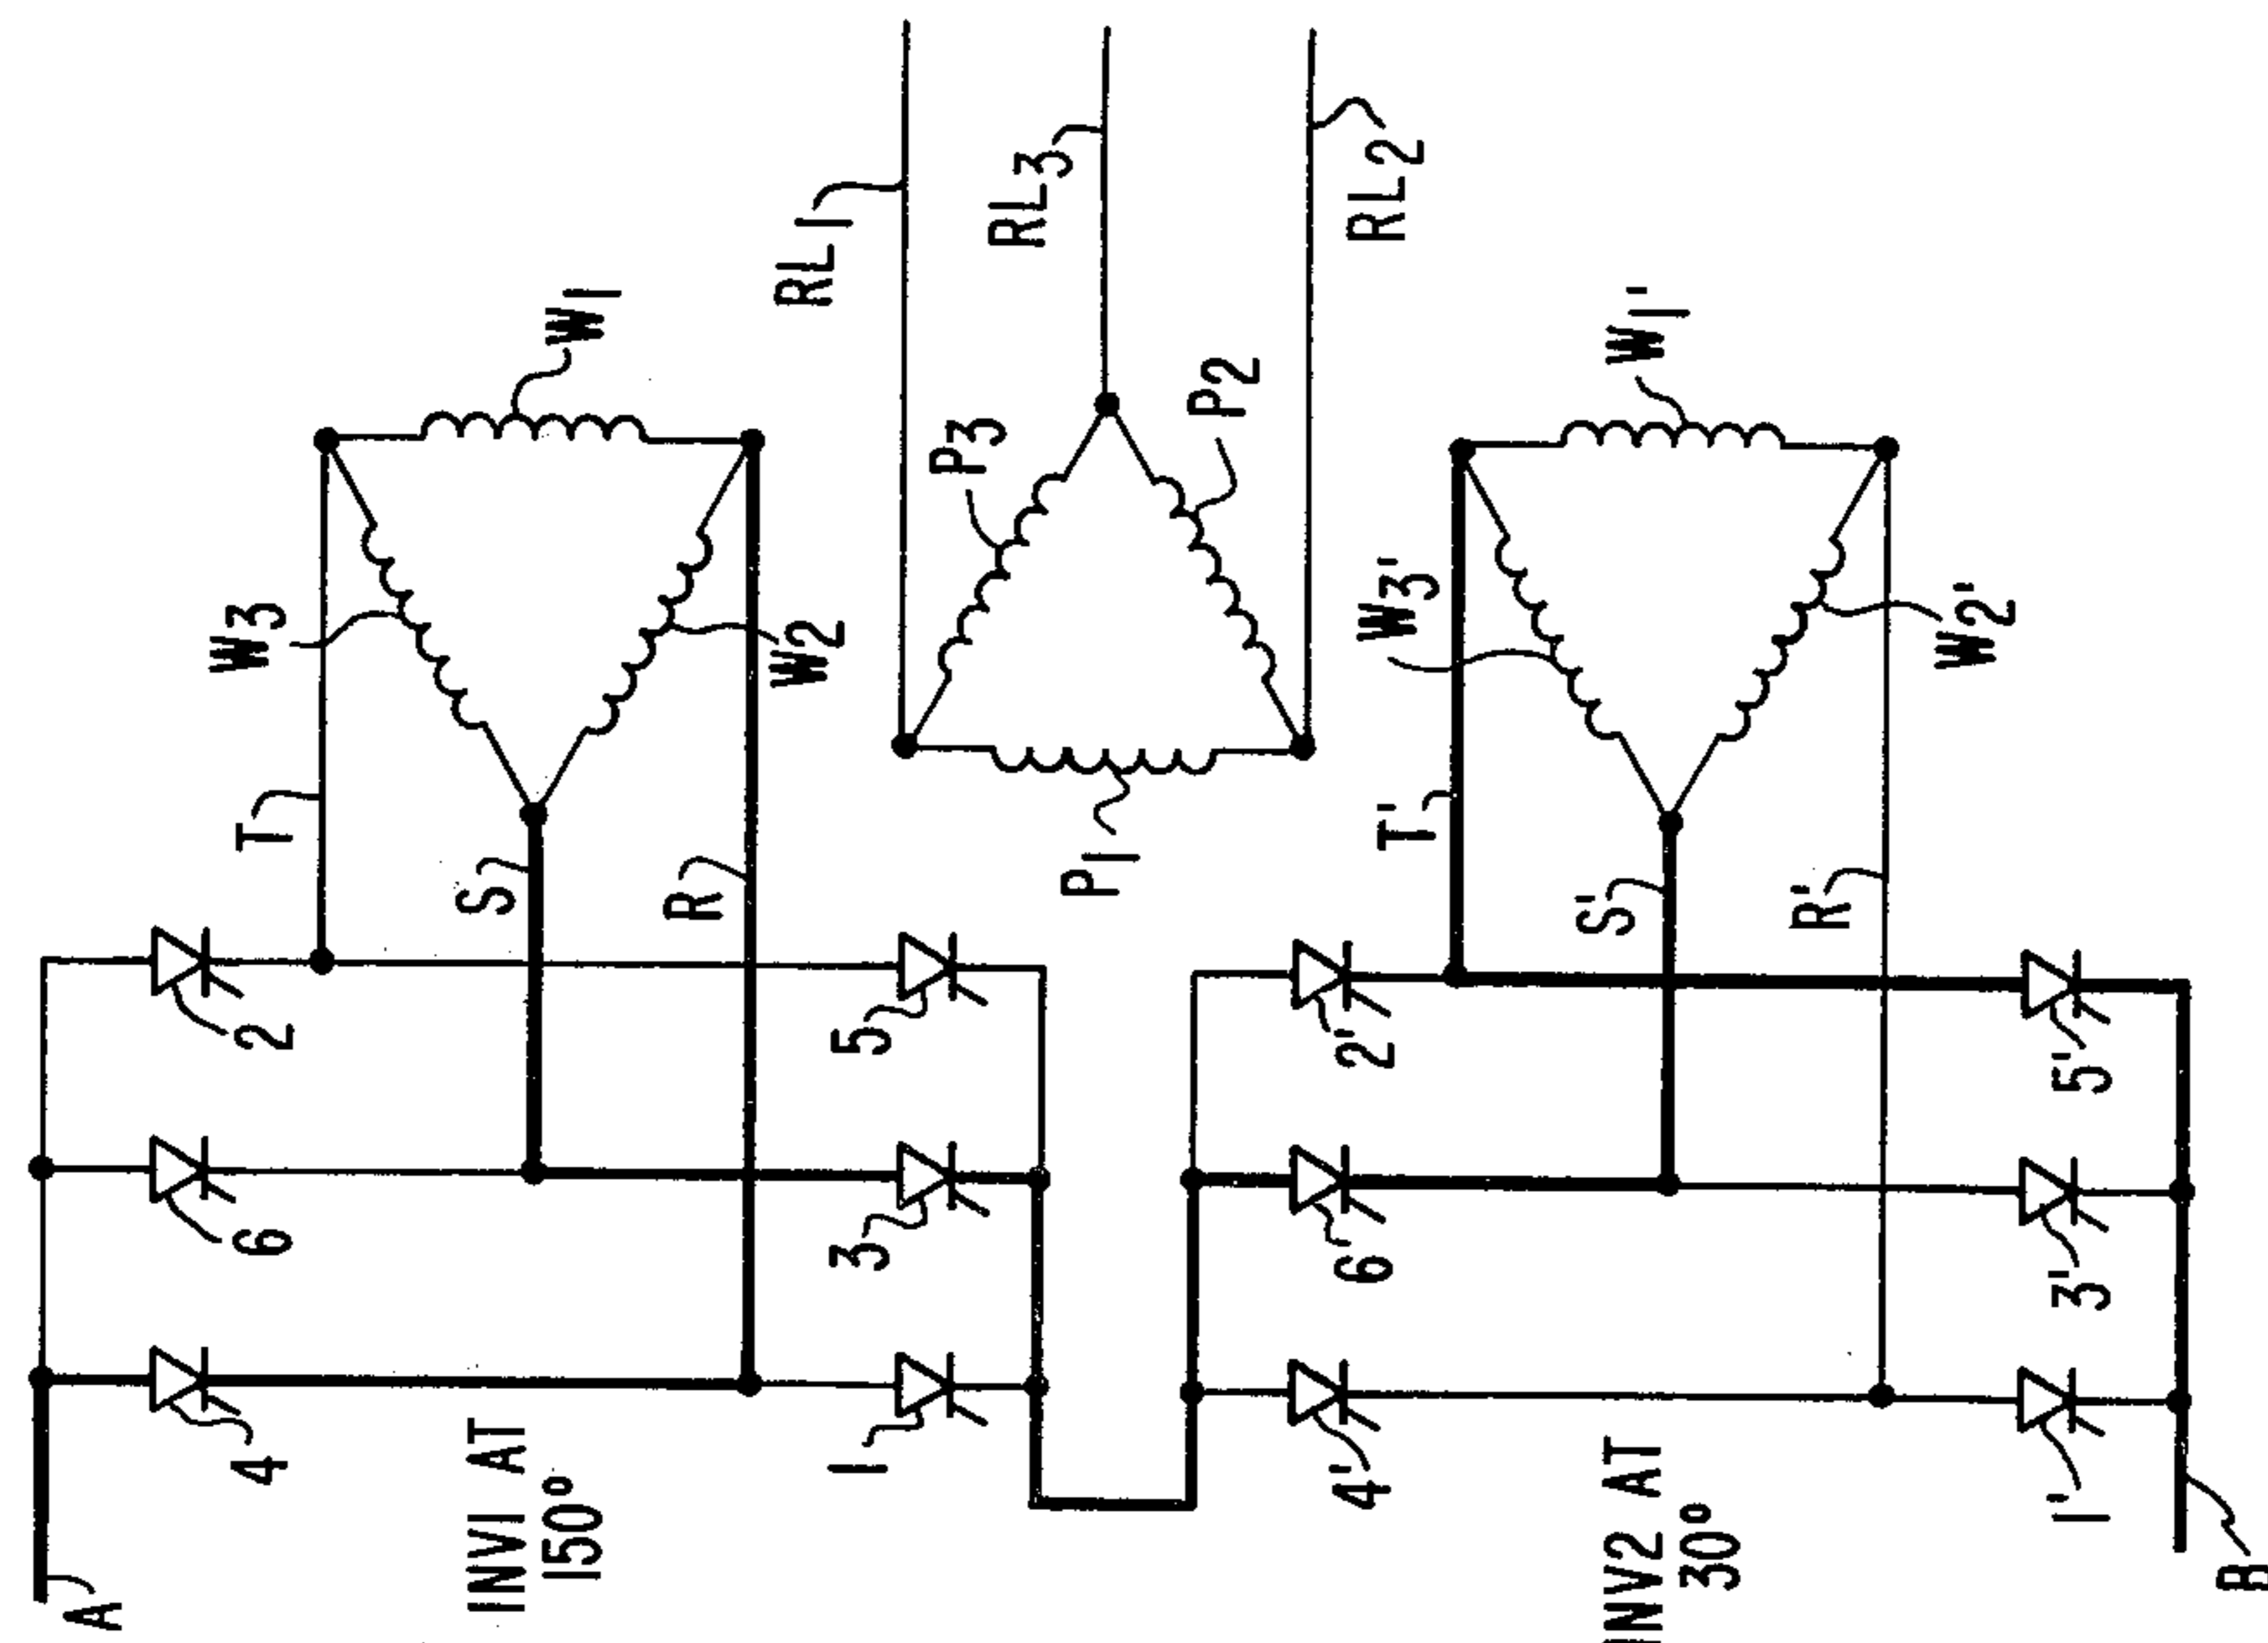 RL1
RL3
RL2
W1
W1'
P3
P2
W3
W2
W3'
W2'
T
S
R
P1
T'
S'
R'
2
5
2'
5'
6
3
6'
3'
4
1
4'
1'
A
INV1 AT
150°
INV2 AT
30°
B